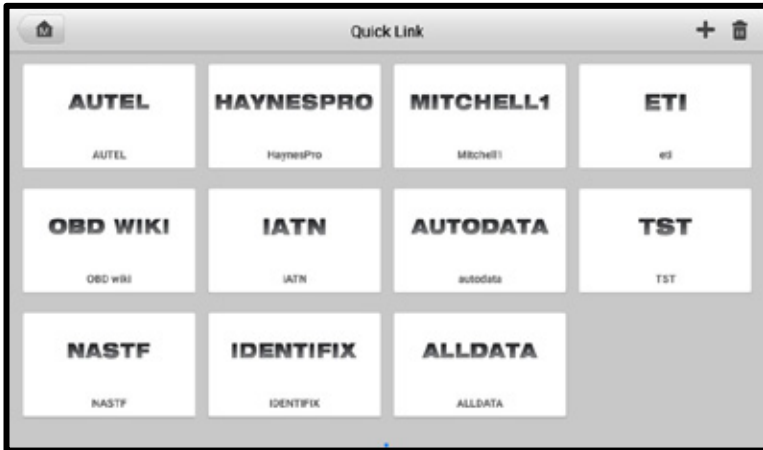 Quick Link
AUTEL HAYNESPRO MITCHELL1 ETI
AUTEL HaynesPro Mitchell1 eti
OBD WIKI IATN AUTODATA TST
OBD wiki iATN autodata TST
NASTF IDENTIFIX ALLDATA
NASTF IDENTIFIX ALLDATA